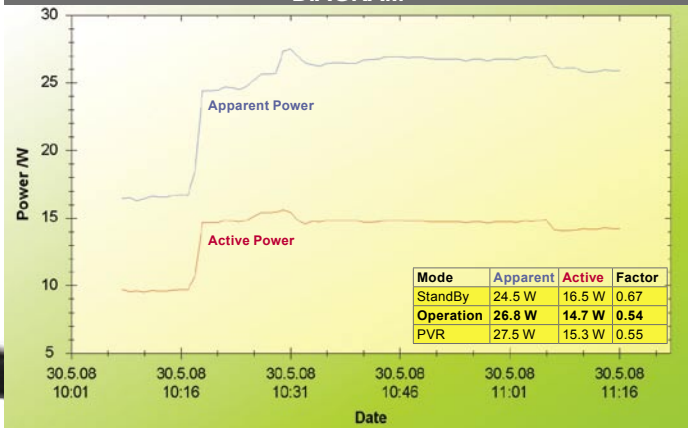 DIAGRAM
30
25
20
15
10
5
Power /W
Apparent Power
Active Power
Mode Apparent Active Factor
StandBy 24.5 W 16.5 W 0.67
Operation 26.8 W 14.7 W 0.54
PVR 27.5 W 15.3 W 0.55
30.5.08 30.5.08 30.5.08 30.5.08 30.5.08 30.5.08
10:01 10:16 10:31 10:46 11:01 11:16
Date